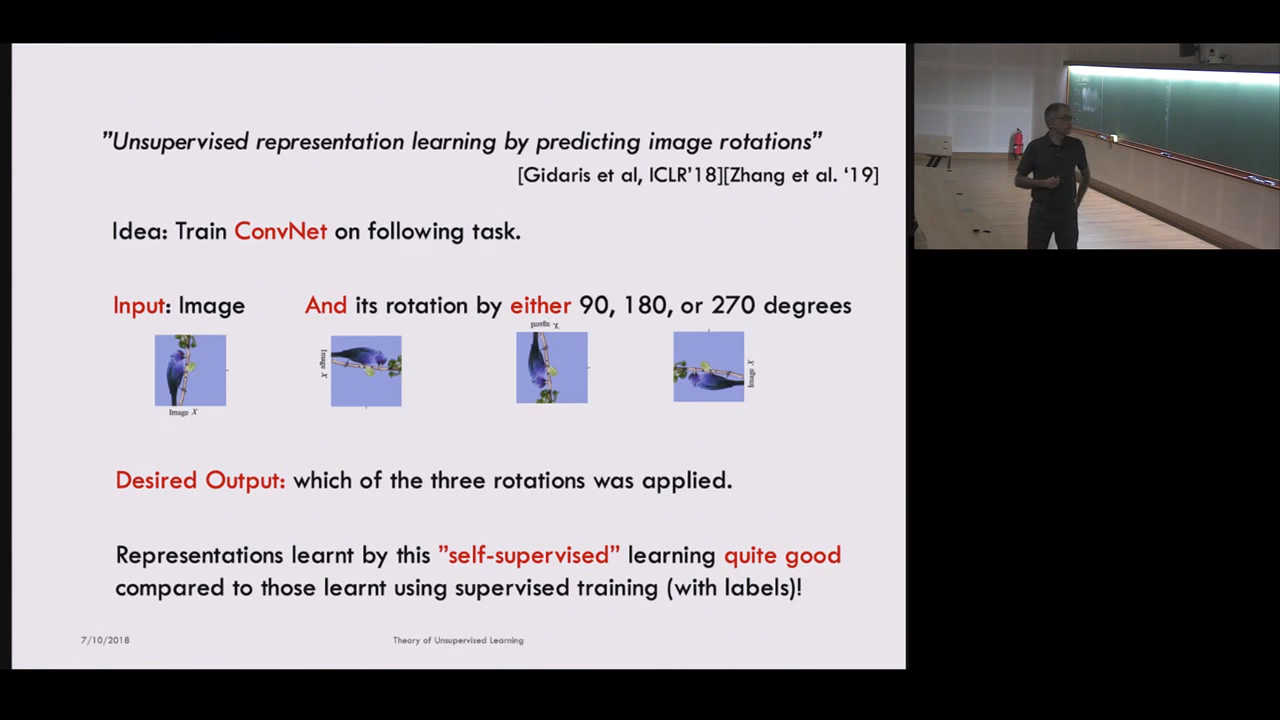 ”Unsupervised representation learning by predicting image rotations”
[Gidaris et al, ICLR’18][Zhang et al. ‘19]
Idea: Train ConvNet on following task.
Input: Image And its rotation by either 90, 180, or 270 degrees
Image X
Image X
Image X
Image X
Desired Output: which of the three rotations was applied.
Representations learnt by this ”self-supervised” learning quite good
compared to those learnt using supervised training (with labels)!
7/10/2018 Theory of Unsupervised Learning